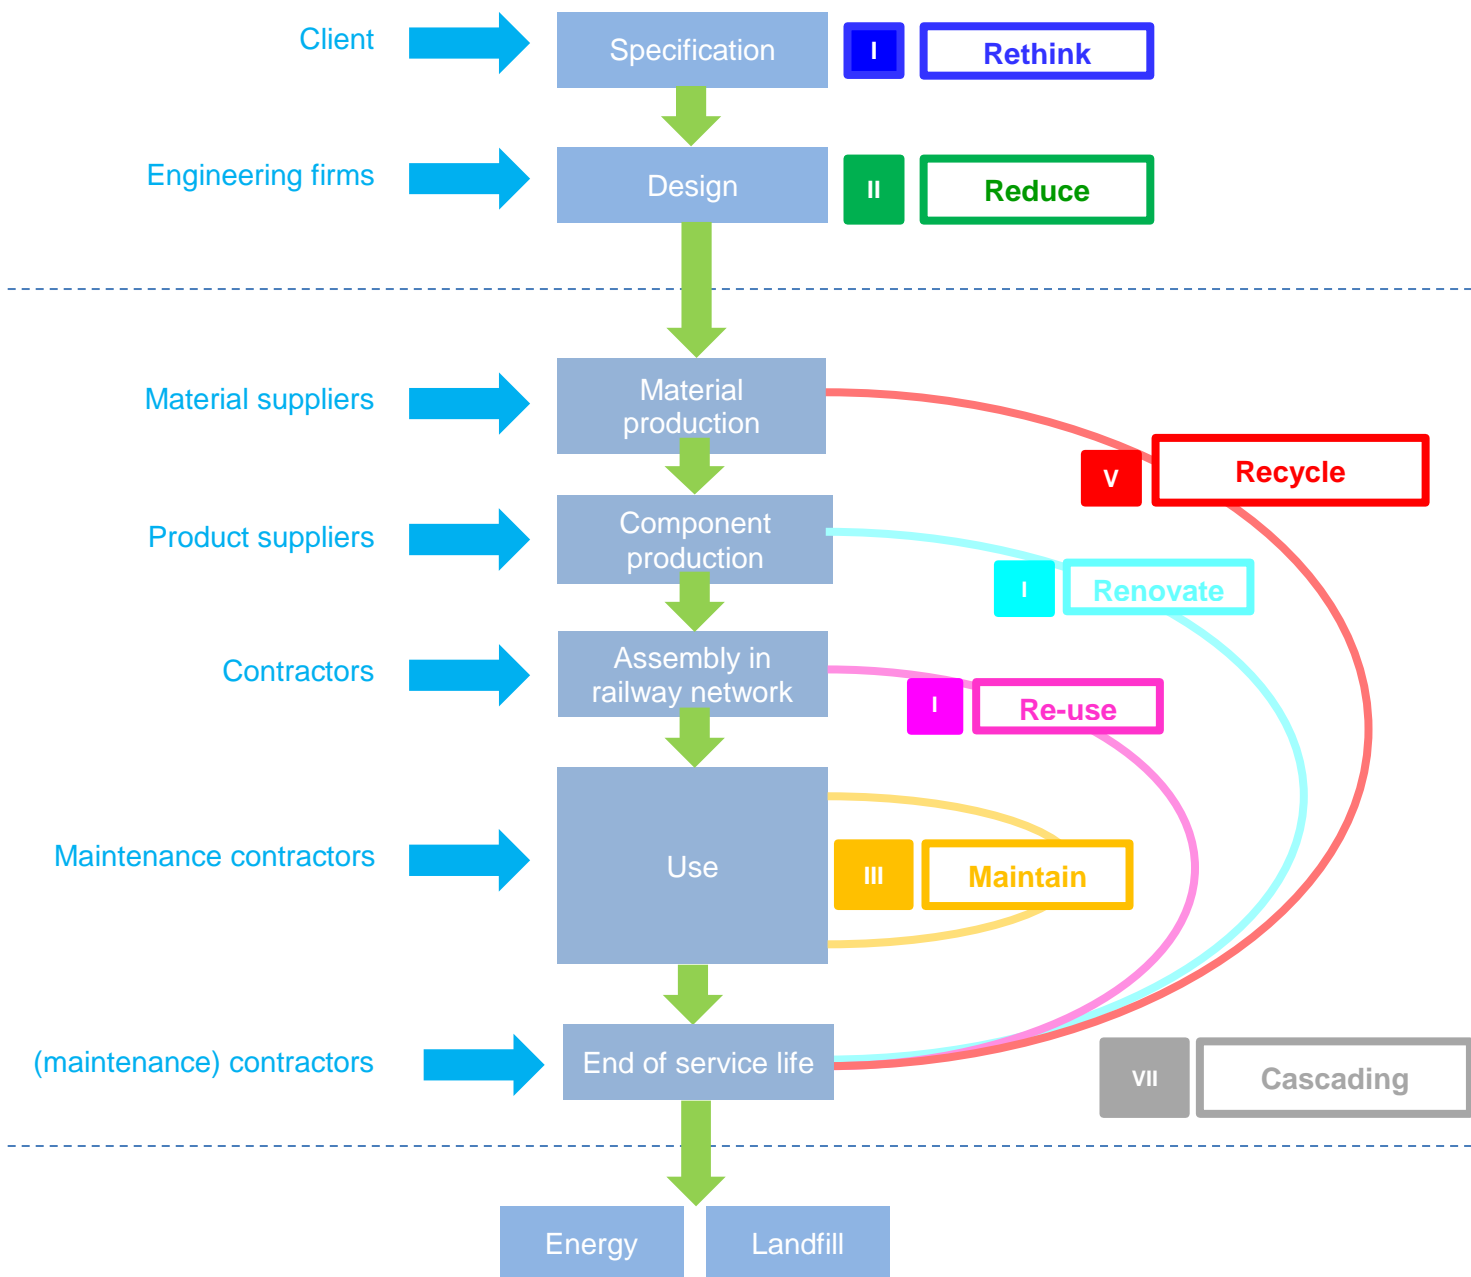 Client
Specification
I
Rethink
Engineering firms
Design
II
Reduce
Material suppliers
Material
production
V
Recycle
Product suppliers
Component
production
I
Renovate
Contractors
Assembly in
railway network
I
Re-use
Maintenance contractors
Use
III
Maintain
(maintenance) contractors
End of service life
VII
Cascading
Energy
Landfill